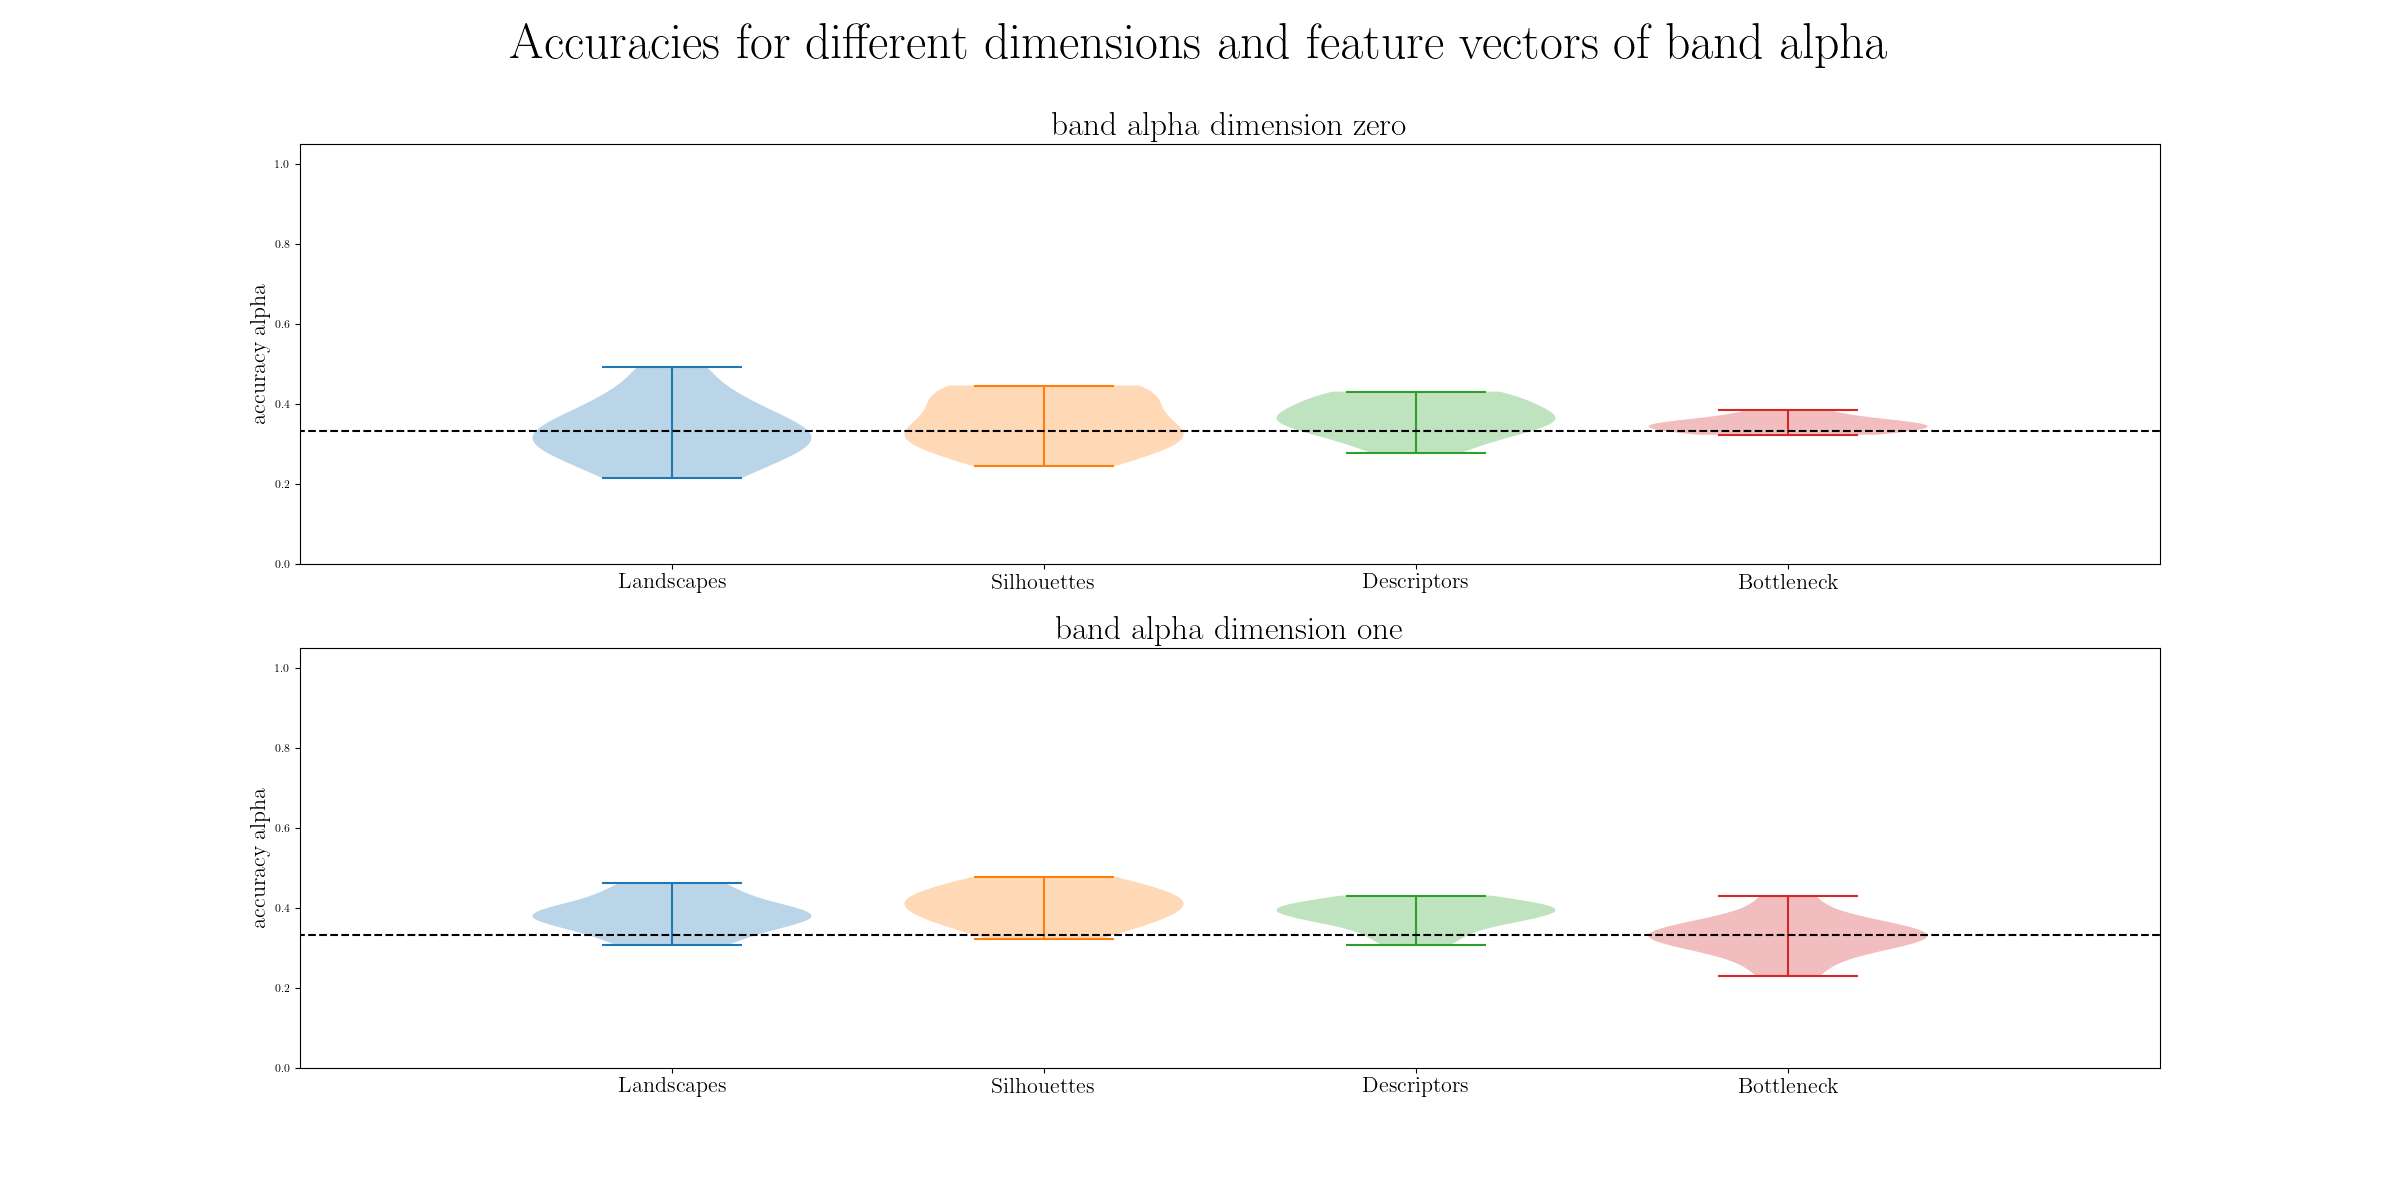 Accuracies for different dimensions and feature vectors of band alpha
band alpha dimension zero
accuracy alpha
1.0
0.8
0.6
0.4
0.2
0.0
Landscapes Silhouettes Descriptors Bottleneck
band alpha dimension one
accuracy alpha
1.0
0.8
0.6
0.4
0.2
0.0
Landscapes Silhouettes Descriptors Bottleneck